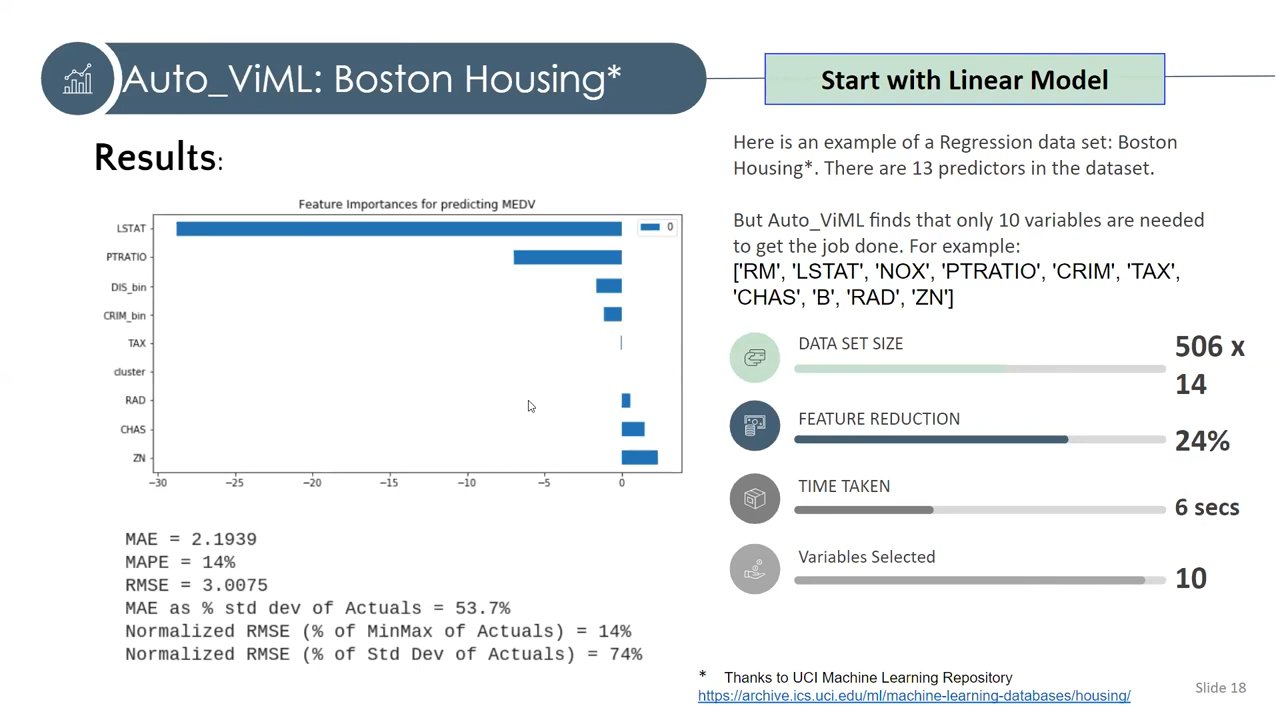 Auto_ViML: Boston Housing*
Start with Linear Model
Results:
Feature Importances for predicting MEDV
0
LSTAT
PTRATIO
DIS_bin
CRIM_bin
TAX
cluster
RAD
CHAS
ZN
−30 −25 −20 −15 −10 −5 0
MAE = 2.1939
MAPE = 14%
RMSE = 3.0075
MAE as % std dev of Actuals = 53.7%
Normalized RMSE (% of MinMax of Actuals) = 14%
Normalized RMSE (% of Std Dev of Actuals) = 74%
Here is an example of a Regression data set: Boston
Housing*. There are 13 predictors in the dataset.
But Auto_ViML finds that only 10 variables are needed
to get the job done. For example:
['RM', 'LSTAT', 'NOX', 'PTRATIO', 'CRIM', 'TAX',
'CHAS', 'B', 'RAD', 'ZN']
DATA SET SIZE
506 x
14
FEATURE REDUCTION
24%
TIME TAKEN
6 secs
Variables Selected
10
* Thanks to UCI Machine Learning Repository
https://archive.ics.uci.edu/ml/machine-learning-databases/housing/
Slide 18